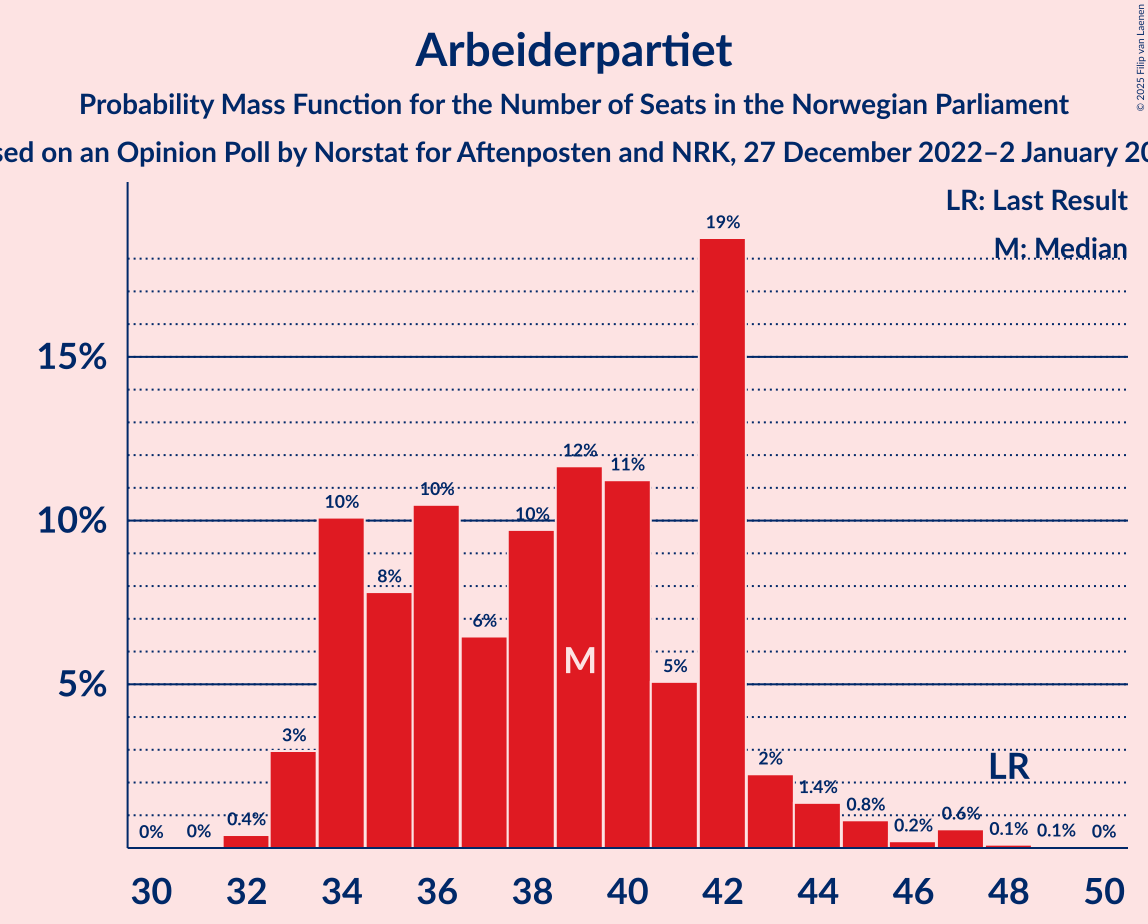 Arbeiderpartiet
Probability Mass Function for the Number of Seats in the Norwegian Parliament
on an Opinion Poll by Norstat for Aftenposten and NRK, 27 December 2022–2 January
© 2025 Filip van Laenen
LR: Last Result
M: Median
15%
10%
5%
0% 0% 0.4% 3% 10% 8% 10% 6% 10% 12% 11% 5% 19% 2% 1.4% 0.8% 0.2% 0.6% 0.1% 0.1% 0%
M
LR
30 32 34 36 38 40 42 44 46 48 50